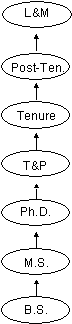 L&M
Post-Ten.
Tenure
T&P
Ph.D.
M.S.
B.S.